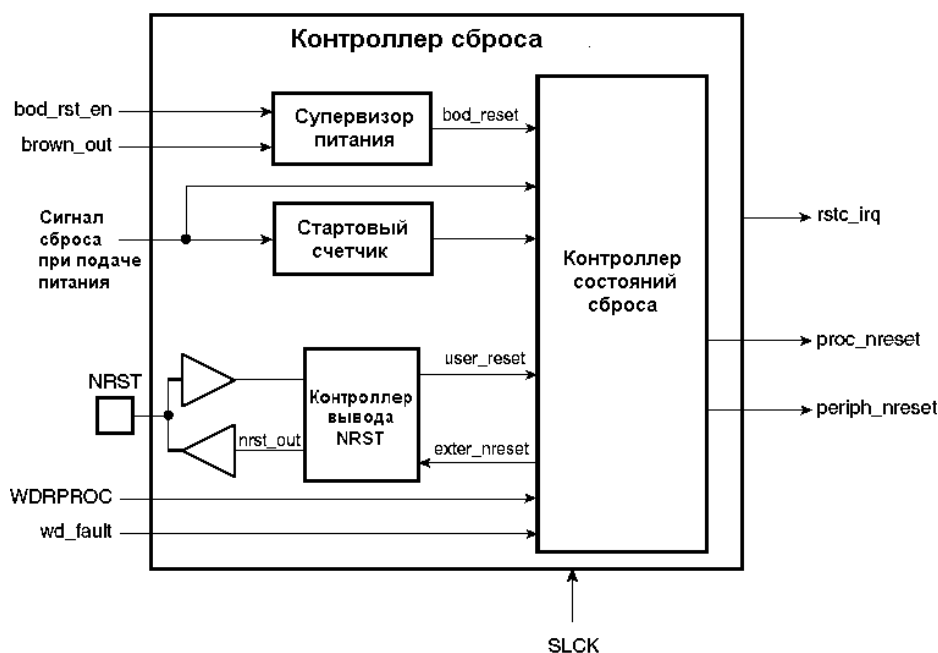 Контроллер сброса
bod_rst_en
brown_out
Супервизор
питания
bod_reset
Сигнал
сброса
при подаче
питания
Стартовый
счетчик
Контроллер
состояний
сброса
rstc_irq
proc_nreset
periph_nreset
NRST
nrst_out
Контроллер
вывода
NRST
user_reset
exter_nreset
WDRPROC
wd_fault
SLCK